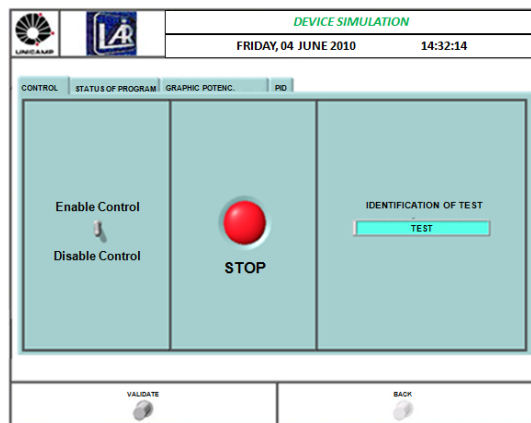 DEVICE SIMULATION
UNICAMP
LAR
FRIDAY, 04 JUNE 2010 14:32:14
CONTROL STATUS OF PROGRAM GRAPHIC POTENC. PID
Enable Control
Disable Control
STOP
IDENTIFICATION OF TEST
TEST
VALIDATE BACK